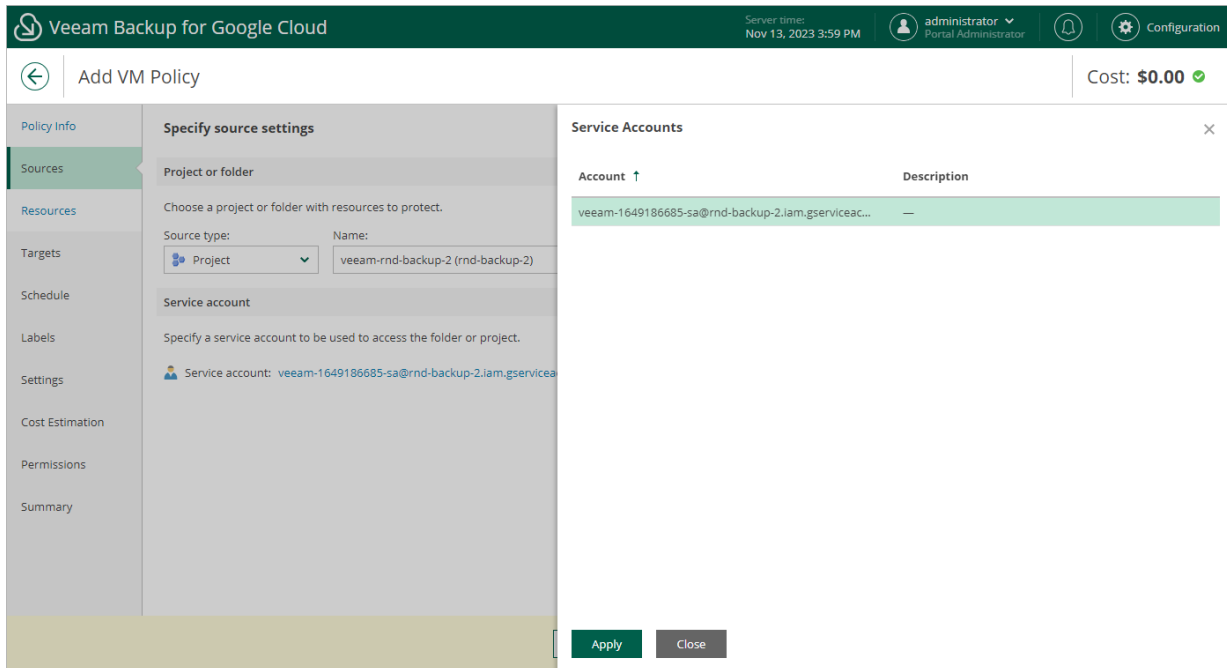 Veeam Backup for Google Cloud
Server time:
Nov 13, 2023 3:59 PM
administrator
Portal Administrator
Configuration
Add VM Policy
Cost: $0.00
Policy Info
Sources
Resources
Targets
Schedule
Labels
Settings
Cost Estimation
Permissions
Summary
Specify source settings
Project or folder
Choose a project or folder with resources to protect.
Source type: Name:
Project veeam-rnd-backup-2 (rnd-backup-2)
Service account
Specify a service account to be used to access the folder or project.
Service account: veeam-1649186685-sa@rnd-backup-2.iam.gservicea
Service Accounts
Account ↑ Description
veeam-1649186685-sa@rnd-backup-2.iam.gserviceac... —
Apply Close